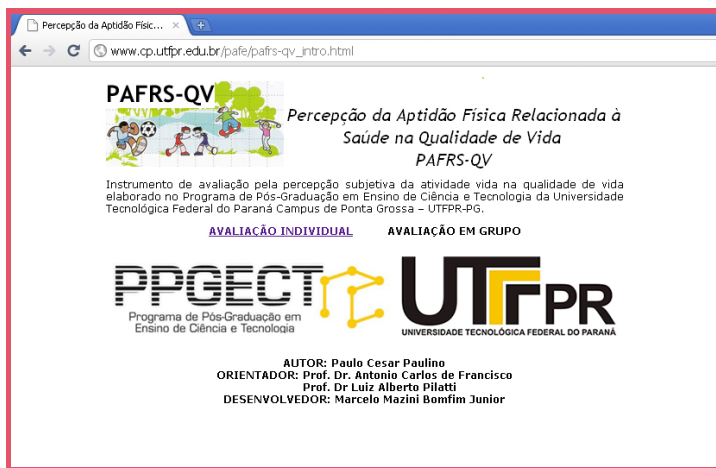 Percepção da Aptidão Físic...
www.cp.utfpr.edu.br/pafe/pafrs-qv_intro.html
PAFRS-QV
Percepção da Aptidão Física Relacionada à
Saúde na Qualidade de Vida
PAFRS-QV
Instrumento de avaliação pela percepção subjetiva da atividade vida na qualidade de vida
elaborado no Programa de Pós-Graduação em Ensino de Ciência e Tecnologia da Universidade
Tecnológica Federal do Paraná Campus de Ponta Grossa – UTFPR-PG.
AVALIAÇÃO INDIVIDUAL AVALIAÇÃO EM GRUPO
PPGECT
Programa de Pós-Graduação em
Ensino de Ciência e Tecnologia
UTFPR
UNIVERSIDADE TECNOLÓGICA FEDERAL DO PARANÁ
AUTOR: Paulo Cesar Paulino
ORIENTADOR: Prof. Dr. Antonio Carlos de Francisco
Prof. Dr Luiz Alberto Pilatti
DESENVOLVEDOR: Marcelo Mazini Bomfim Junior